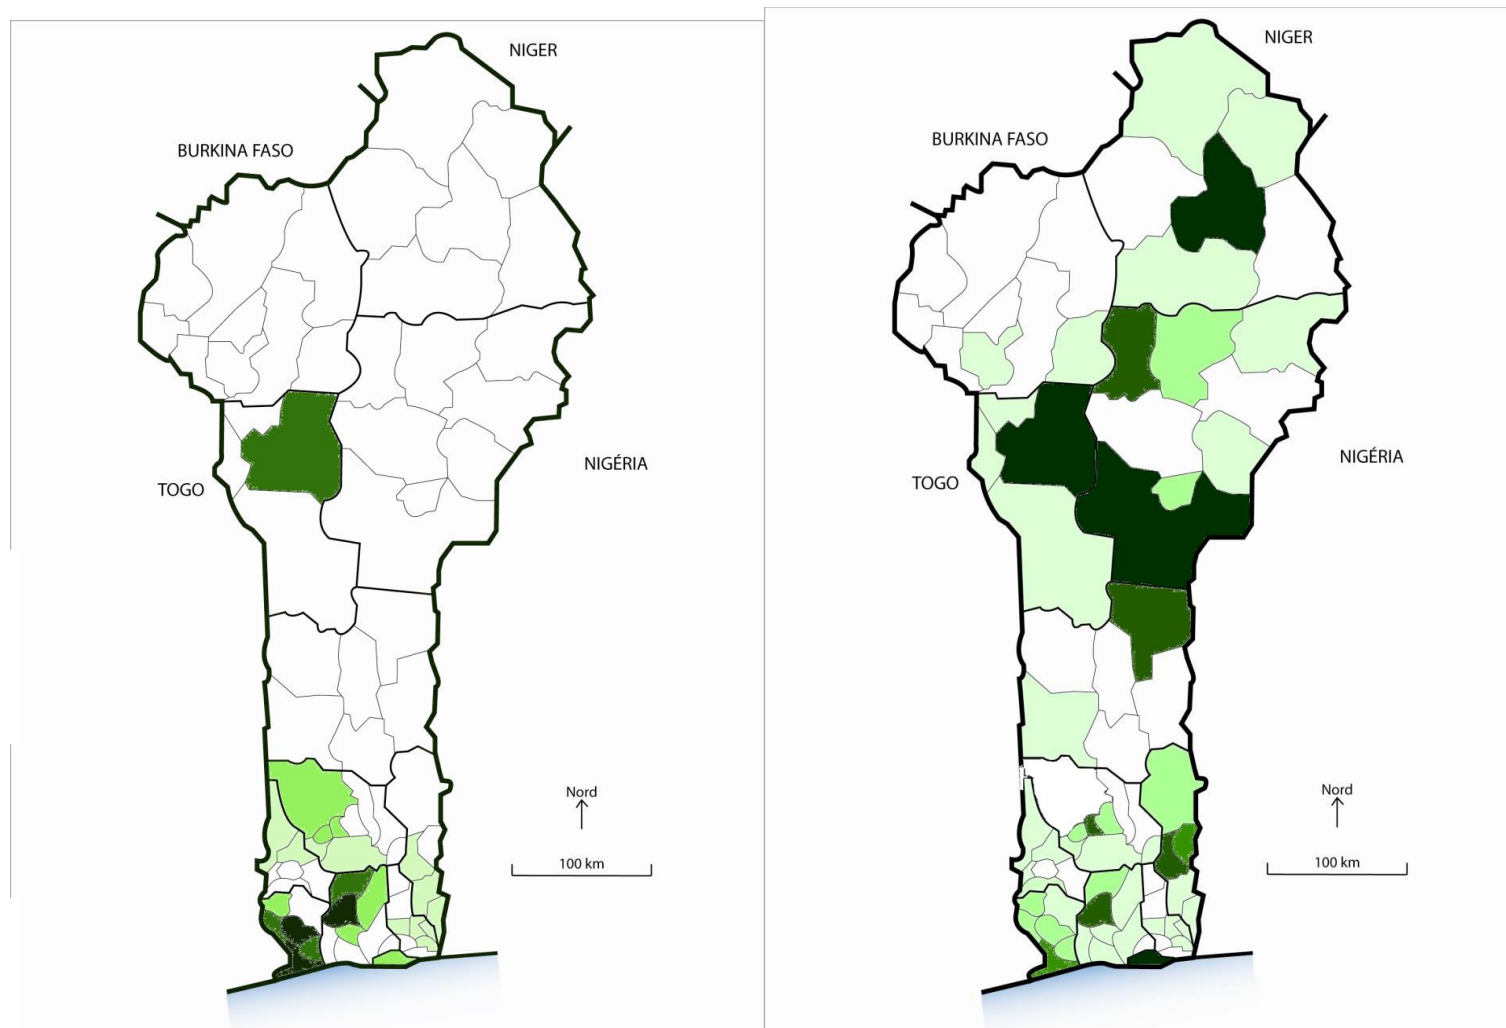 NIGER
BURKINA FASO
NIGÉRIA
TOGO
Nord
100 km
NIGER
BURKINA FASO
NIGÉRIA
TOGO
Nord
100 km